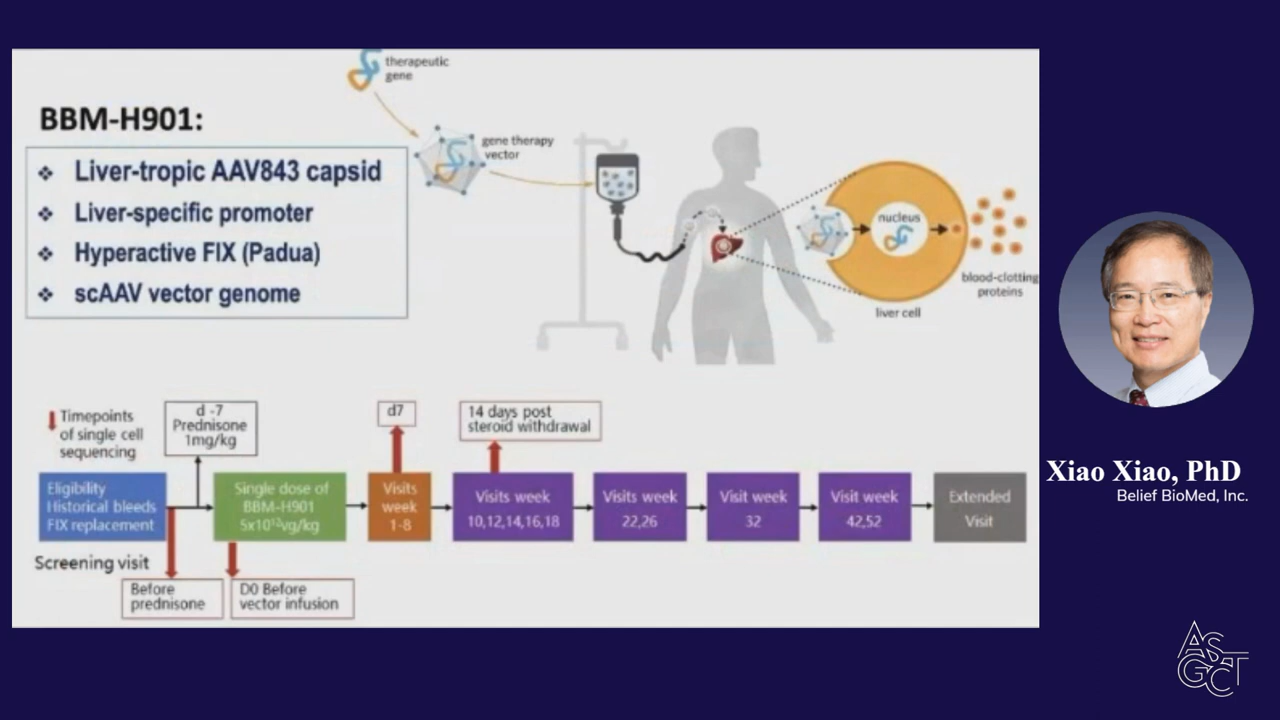 therapeutic
gene
BBM-H901:
❖ Liver-tropic AAV843 capsid
❖ Liver-specific promoter
❖ Hyperactive FIX (Padua)
❖ scAAV vector genome
gene therapy
vector
nucleus
blood-clotting
proteins
liver cell
Timepoints
of single cell
sequencing
d -7
Prednisone
1mg/kg
d7
14 days post
steroid withdrawal
Eligibility
Historical bleeds
FIX replacement
Single dose of
BBM-H901
5x10¹²vg/kg
Visits
week
1-8
Visits week
10,12,14,16,18
Visits week
22,26
Visit week
32
Visit week
42,52
Extended
Visit
Screening visit
Before
prednisone
D0 Before
vector infusion
Xiao Xiao, PhD
Belief BioMed, Inc.
ASGCT